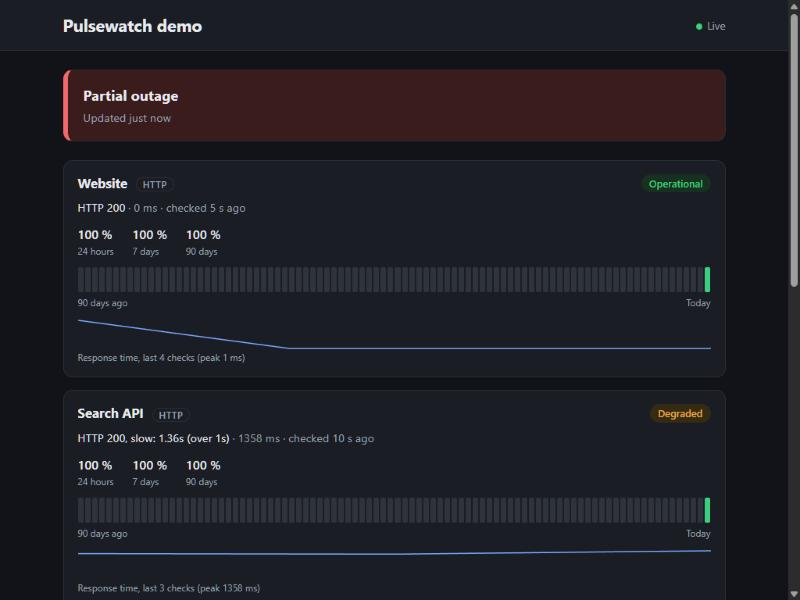 Pulsewatch demo
Live
Partial outage
Updated just now
Website HTTP Operational
HTTP 200 · 0 ms · checked 5 s ago
100 % 100 % 100 %
24 hours 7 days 90 days
90 days ago Today
Response time, last 4 checks (peak 1 ms)
Search API HTTP Degraded
HTTP 200, slow: 1.36s (over 1s) · 1358 ms · checked 10 s ago
100 % 100 % 100 %
24 hours 7 days 90 days
90 days ago Today
Response time, last 3 checks (peak 1358 ms)